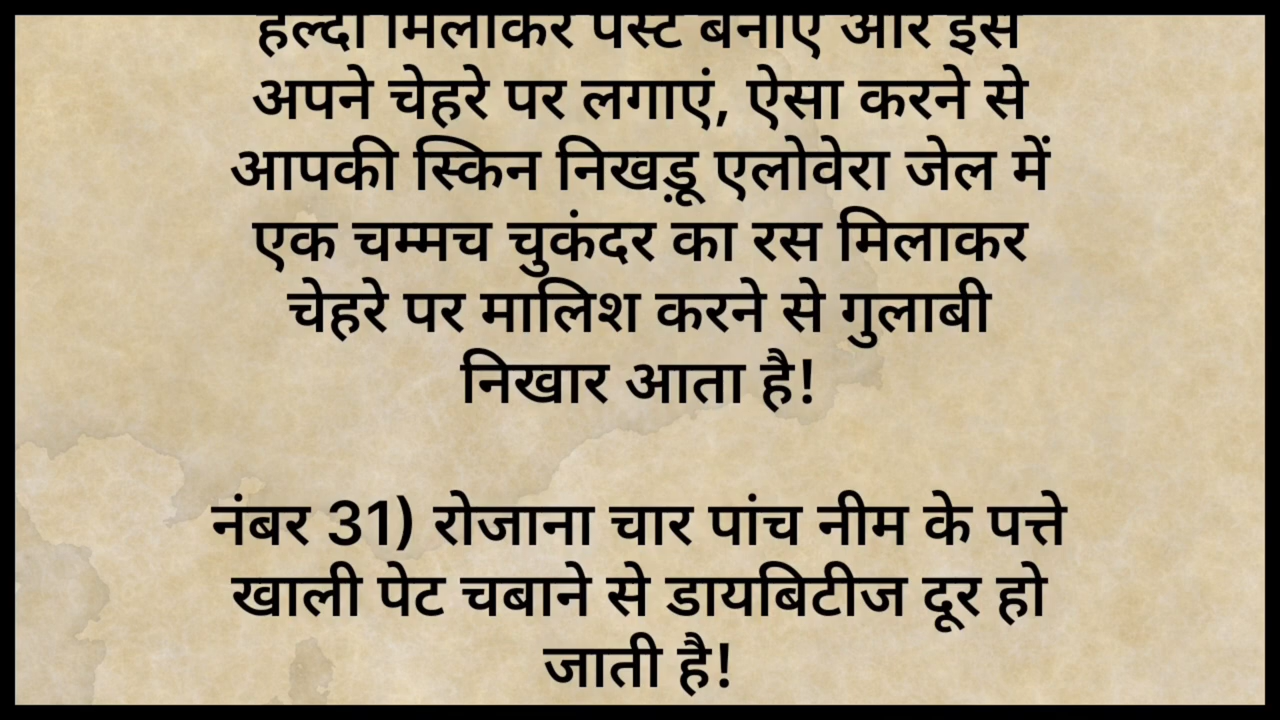 हल्दी मिलाकर पेस्ट बनाएं और इसे
अपने चेहरे पर लगाएं, ऐसा करने से
आपकी स्किन निखड़ू एलोवेरा जेल में
एक चम्मच चुकंदर का रस मिलाकर
चेहरे पर मालिश करने से गुलाबी
निखार आता है!
नंबर 31) रोजाना चार पांच नीम के पत्ते
खाली पेट चबाने से डायबिटीज दूर हो
जाती है!